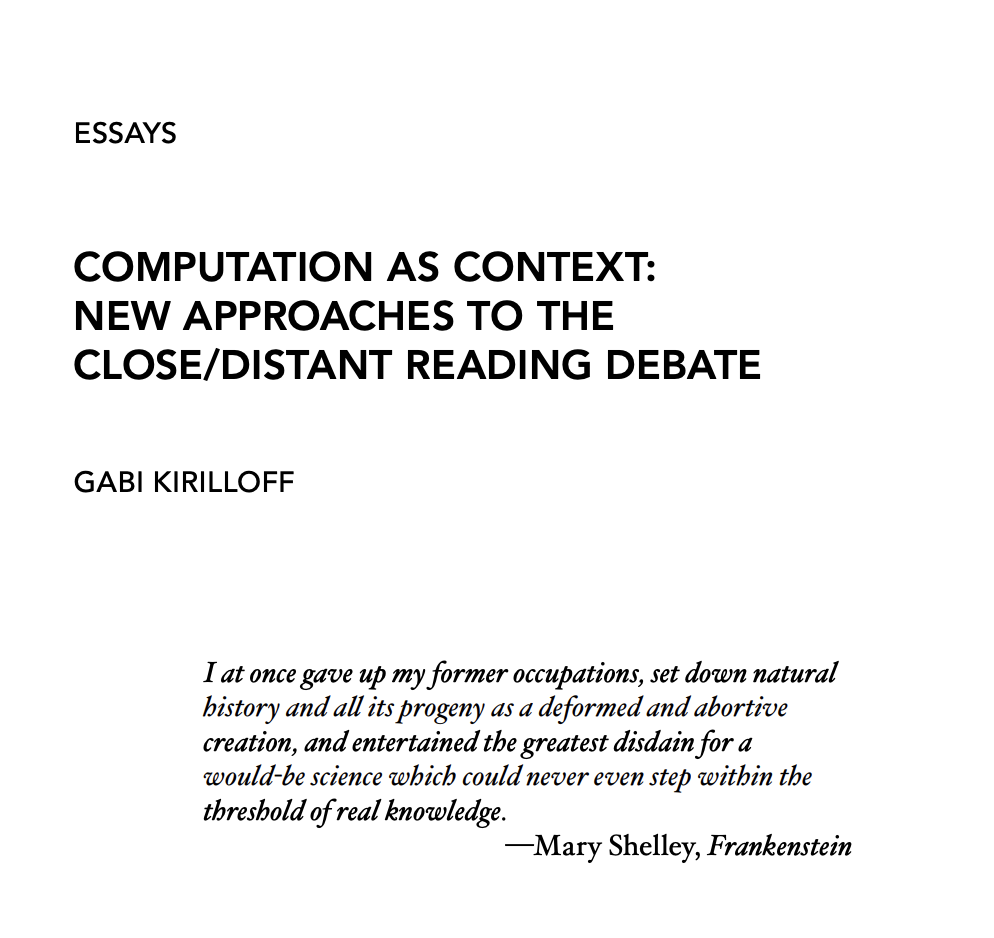 ESSAYS
COMPUTATION AS CONTEXT:
NEW APPROACHES TO THE
CLOSE/DISTANT READING DEBATE
GABI KIRILLOFF
I at once gave up my former occupations, set down natural
history and all its progeny as a deformed and abortive
creation, and entertained the greatest disdain for a
would-be science which could never even step within the
threshold of real knowledge.
—Mary Shelley, Frankenstein